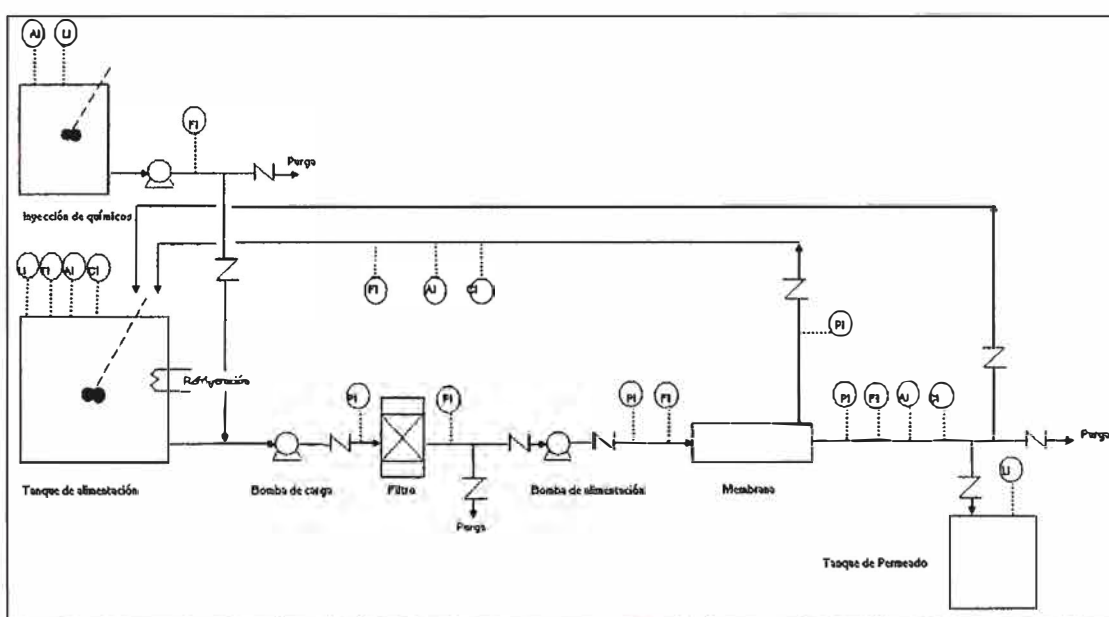 AI LI
FI
Purga
Inyección de químicos
LI TI AI CI
FI AI CI
PI
Refrigeración
PI FI PI FI PI FI AI CI
Purga
LI
Tanque de alimentación Bomba de carga Filtro Bomba de alimentación Membrana
Purga
Tanque de Permeado